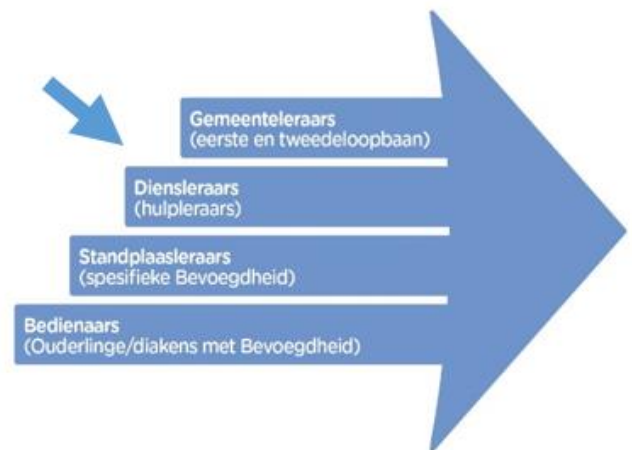 Gemeenteleraars
(eerste en tweedeloopbaan)
Diensleraars
(hulpleraars)
Standplaasleraars
(spesifieke Bevoegdheid)
Bedienaars
(Ouderlinge/diakens met Bevoegdheid)